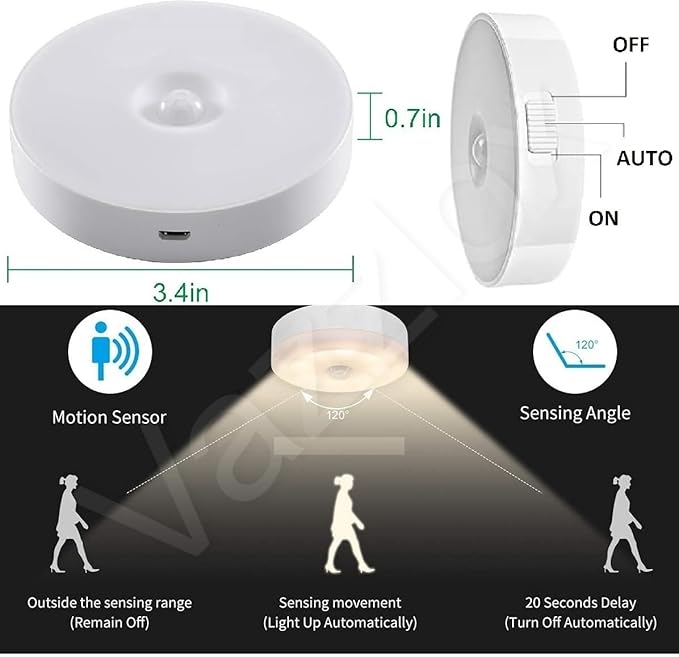 OFF
0.7in
AUTO
ON
3.4in
Motion Sensor
120°
120°
Sensing Angle
Outside the sensing range
(Remain Off)
Sensing movement
(Light Up Automatically)
20 Seconds Delay
(Turn Off Automatically)